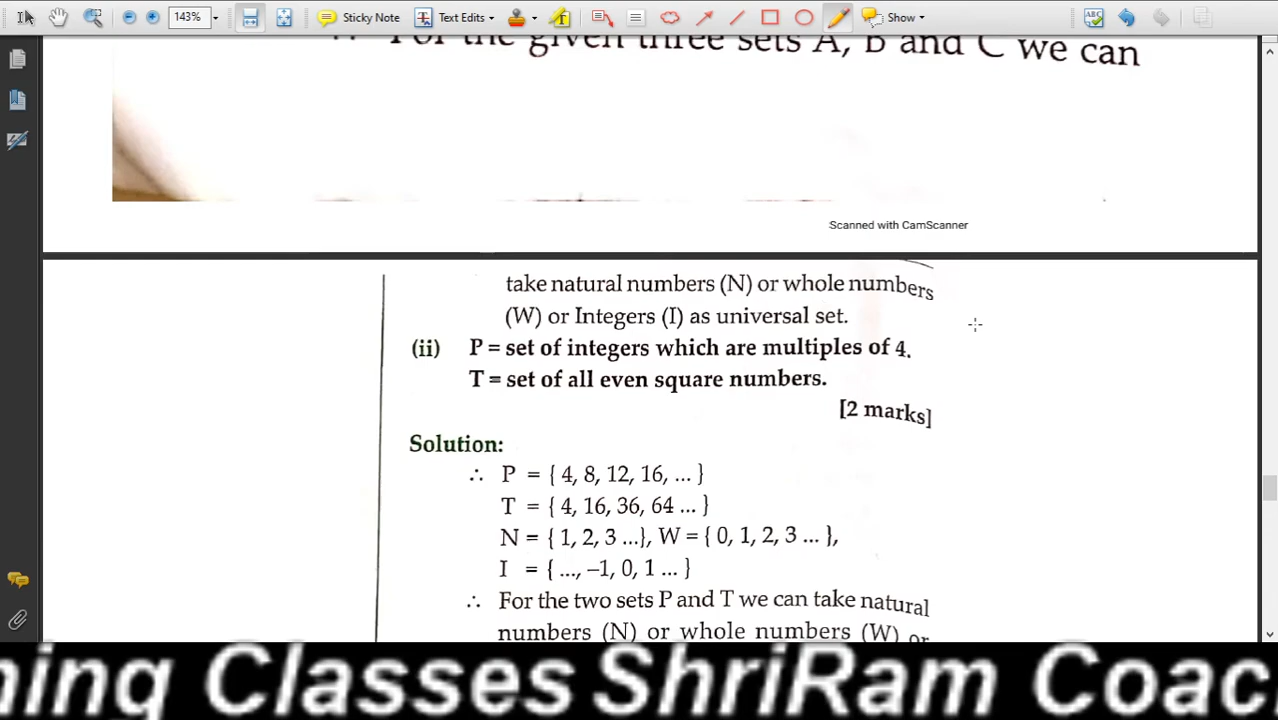 143% Sticky Note Text Edits Show
For the given three sets A, B and C we can
Scanned with CamScanner
take natural numbers (N) or whole numbers
(W) or Integers (I) as universal set.
(ii) P = set of integers which are multiples of 4.
T = set of all even square numbers.
[2 marks]
Solution:
∴ P = { 4, 8, 12, 16, ... }
T = { 4, 16, 36, 64 ... }
N = { 1, 2, 3 ...}, W = { 0, 1, 2, 3 ... },
I = { ..., –1, 0, 1 ... }
∴ For the two sets P and T we can take natural
numbers (N) or whole numbers (W) or
Classes ShriRam